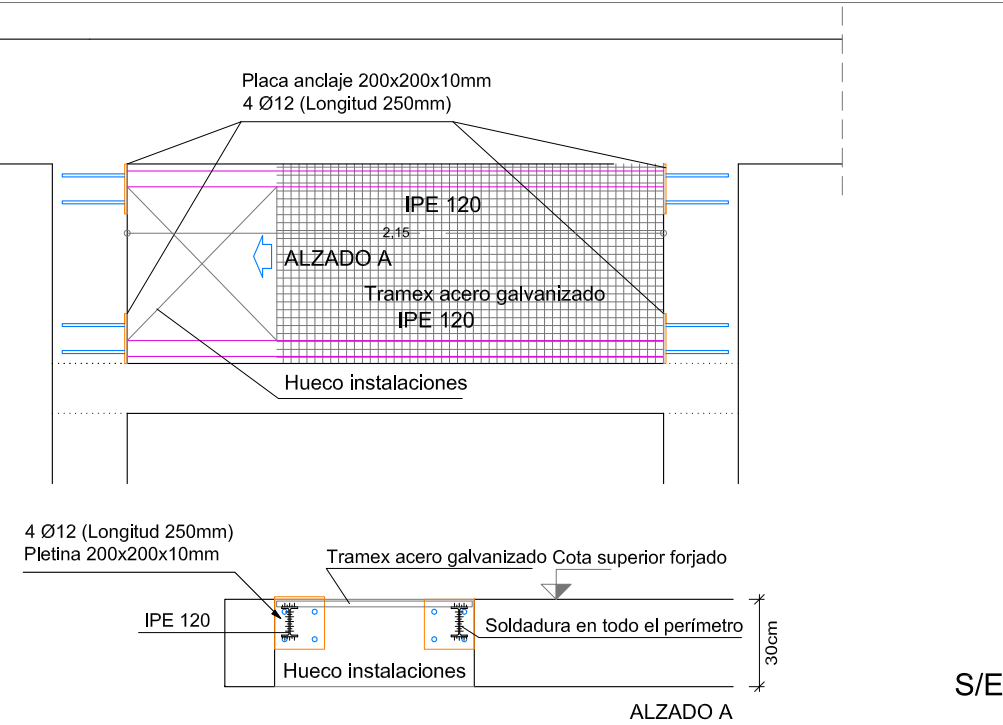 Placa anclaje 200x200x10mm
4 Ø12 (Longitud 250mm)
IPE 120
2,15
ALZADO A
Tramex acero galvanizado
IPE 120
Hueco instalaciones
4 Ø12 (Longitud 250mm)
Pletina 200x200x10mm
Tramex acero galvanizado
Cota superior forjado
IPE 120
Soldadura en todo el perímetro
30cm
Hueco instalaciones
S/E
ALZADO A